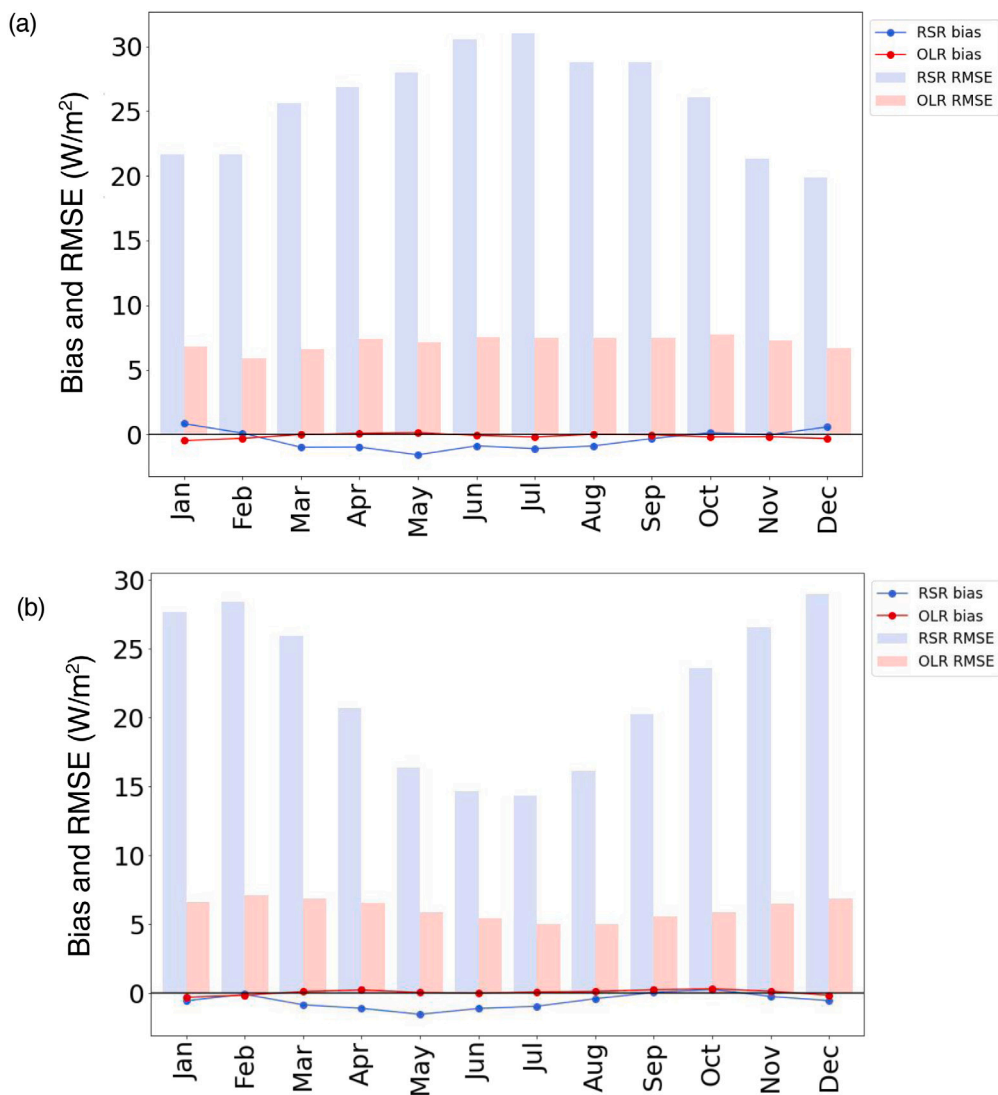 (a)
Bias and RMSE (W/m²)
30
25
20
15
10
5
0
Jan
Feb
Mar
Apr
May
Jun
Jul
Aug
Sep
Oct
Nov
Dec
RSR bias
OLR bias
RSR RMSE
OLR RMSE
(b)
Bias and RMSE (W/m²)
30
25
20
15
10
5
0
Jan
Feb
Mar
Apr
May
Jun
Jul
Aug
Sep
Oct
Nov
Dec
RSR bias
OLR bias
RSR RMSE
OLR RMSE